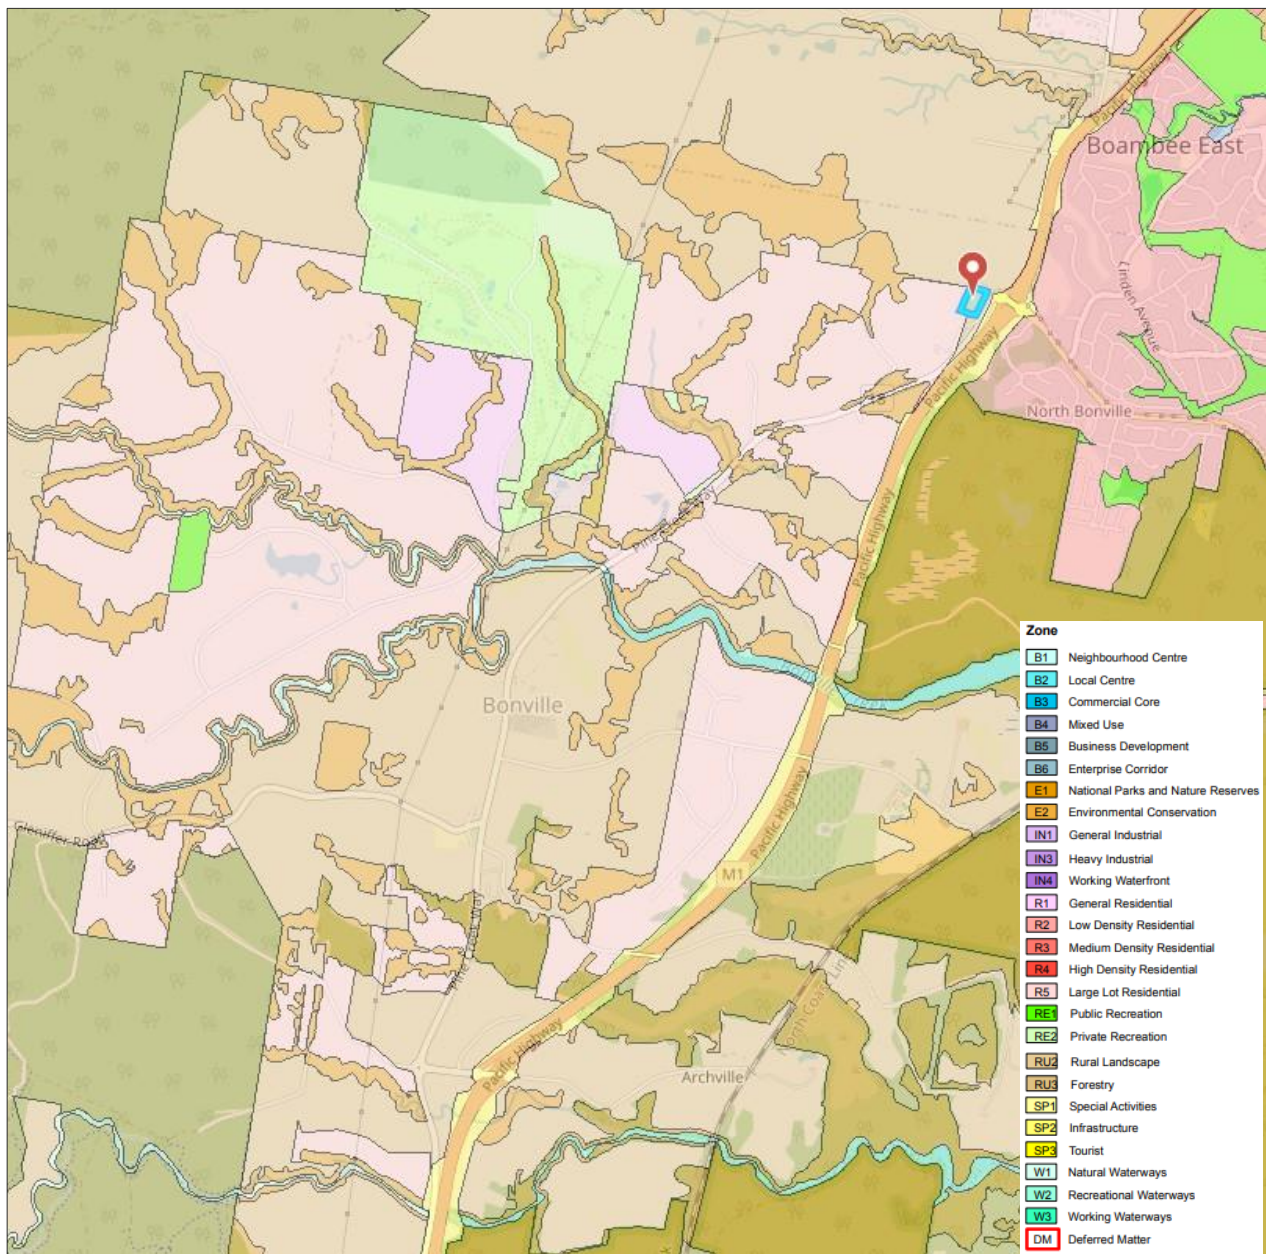 Pacific Highway
Boambee East
Linden Avenue
Pacific Highway
North Bonville
Pine Creek Way
Pacific Highway
Bonville
Pacific Highway
Gleniffer Road
M1
Pine Creek Way
North Coast Line
Pacific Highway
Archville
Zone
B1 Neighbourhood Centre
B2 Local Centre
B3 Commercial Core
B4 Mixed Use
B5 Business Development
B6 Enterprise Corridor
E1 National Parks and Nature Reserves
E2 Environmental Conservation
IN1 General Industrial
IN3 Heavy Industrial
IN4 Working Waterfront
R1 General Residential
R2 Low Density Residential
R3 Medium Density Residential
R4 High Density Residential
R5 Large Lot Residential
RE1 Public Recreation
RE2 Private Recreation
RU2 Rural Landscape
RU3 Forestry
SP1 Special Activities
SP2 Infrastructure
SP3 Tourist
W1 Natural Waterways
W2 Recreational Waterways
W3 Working Waterways
DM Deferred Matter